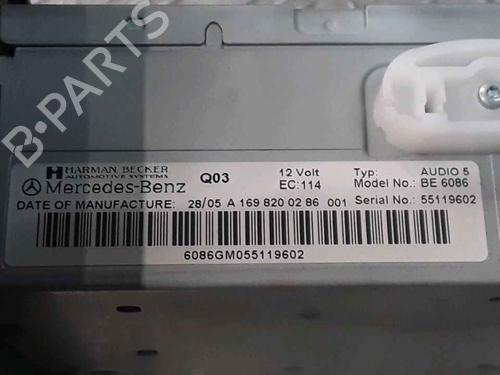 B-PARTS
HARMAN/BECKER
AUTOMOTIVE SYSTEMS
Mercedes-Benz
Q03
12 Volt
EC:114
Typ: AUDIO 5
Model No.: BE 6086
DATE OF MANUFACTURE: 28/05 A 169 820 02 86 001 Serial No.: 55119602
6086GM055119602